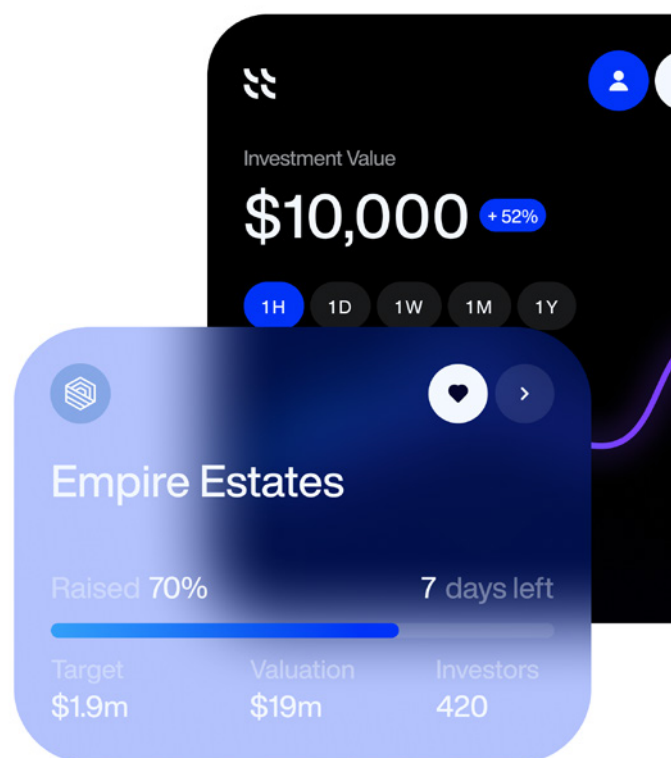 Investment Value
$10,000 + 52%
1H 1D 1W 1M 1Y
Empire Estates
Raised 70% 7 days left
Target Valuation Investors
$1.9m $19m 420